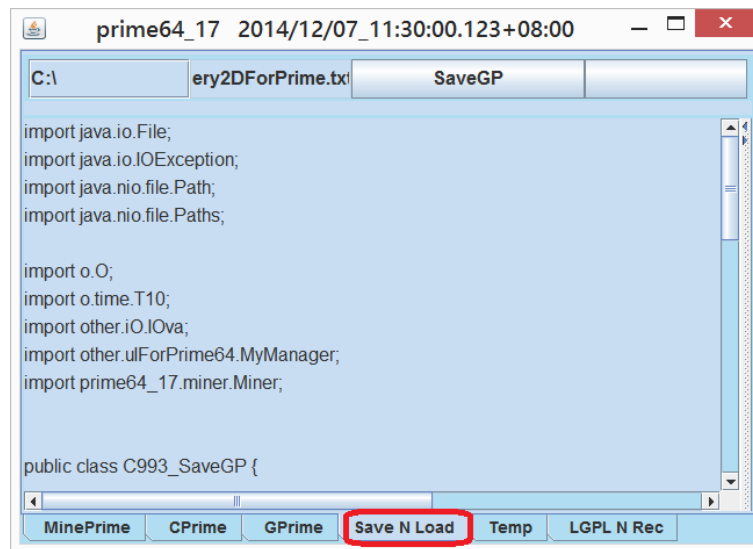 prime64_17 2014/12/07_11:30:00.123+08:00
C:\ ery2DForPrime.txt SaveGP
import java.io.File;
import java.io.IOException;
import java.nio.file.Path;
import java.nio.file.Paths;
import o.O;
import o.time.T10;
import other.iO.IOva;
import other.uIForPrime64.MyManager;
import prime64_17.miner.Miner;
public class C993_SaveGP {
MinePrime CPrime GPrime Save N Load Temp LGPL N Rec